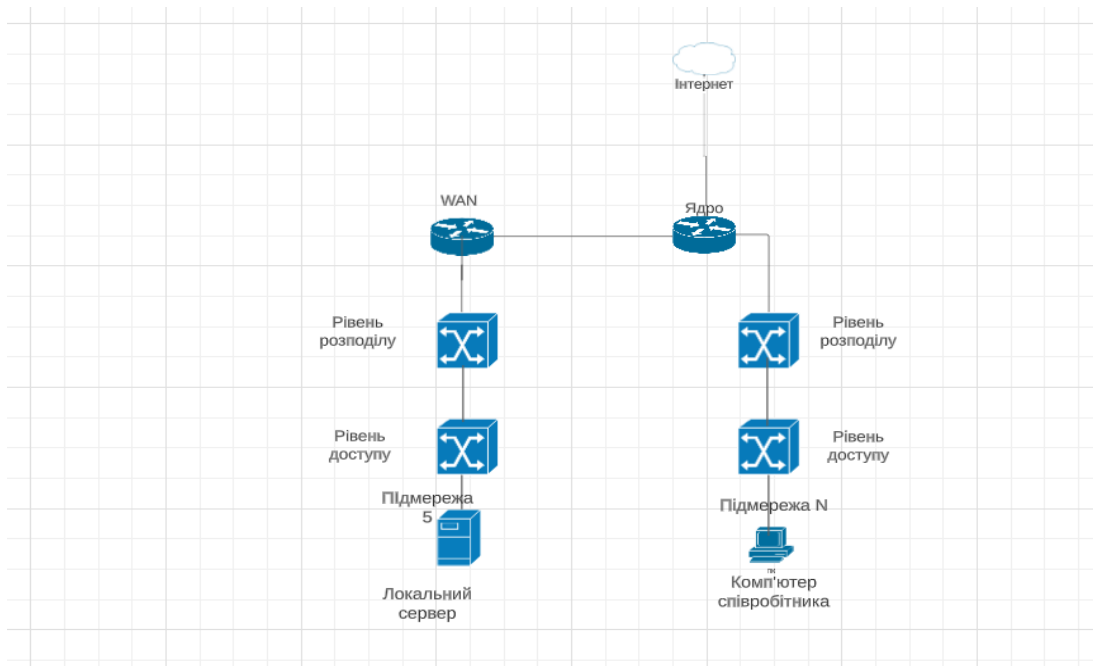 Інтернет
WAN
Ядро
Рівень
розподілу
Рівень
розподілу
Рівень
доступу
Рівень
доступу
ПІдмережа
5
Підмережа N
пк
Локальний
сервер
Комп'ютер
співробітника